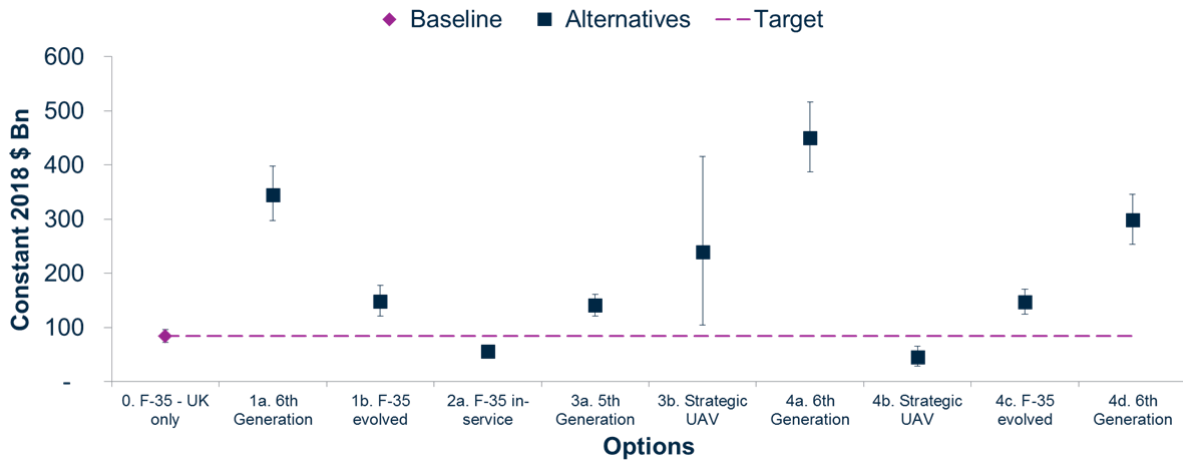 Baseline Alternatives Target
600
500
400
300
200
100
-
Constant 2018 $ Bn
0. F-35 - UK only
1a. 6th Generation
1b. F-35 evolved
2a. F-35 in-service
3a. 5th Generation
3b. Strategic UAV
4a. 6th Generation
4b. Strategic UAV
4c. F-35 evolved
4d. 6th Generation
Options